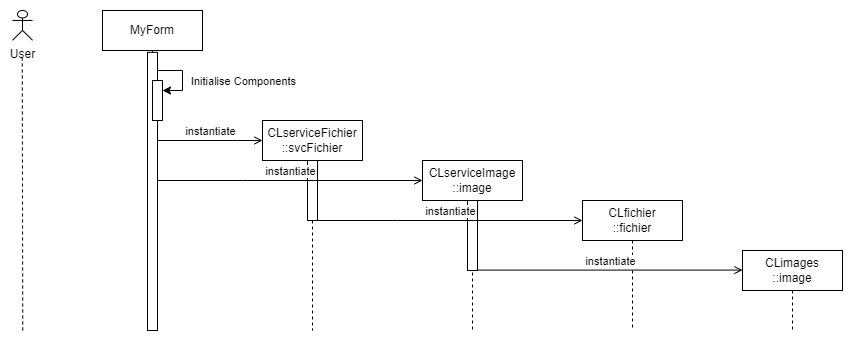 MyForm
User
Initialise Components
instantiate
CLserviceFichier
::svcFichier
instantiate
CLserviceImage
::image
instantiate
CLfichier
::fichier
instantiate
CLimages
::image